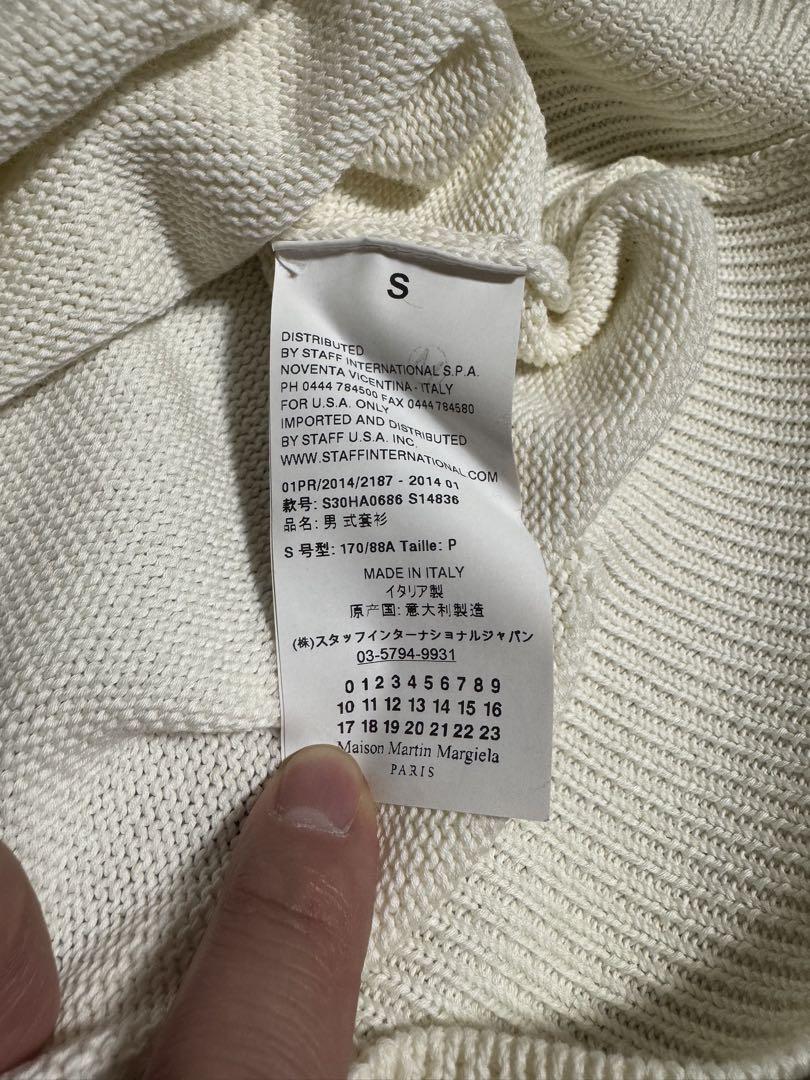 S
DISTRIBUTED
BY STAFF INTERNATIONAL S.P.A.
NOVENTA VICENTINA - ITALY
PH 0444 784500 FAX 0444 784580
FOR U.S.A. ONLY
IMPORTED AND DISTRIBUTED
BY STAFF U.S.A. INC.
WWW.STAFFINTERNATIONAL.COM
01PR/2014/2187 - 2014 01
款号: S30HA0686 S14836
品名: 男式套衫
S 号型: 170/88A Taille: P
MADE IN ITALY
イタリア製
原产国: 意大利製造
(株)スタッフインターナショナルジャパン
03-5794-9931
0 1 2 3 4 5 6 7 8 9
10 11 12 13 14 15 16
17 18 19 20 21 22 23
Maison Martin Margiela
PARIS